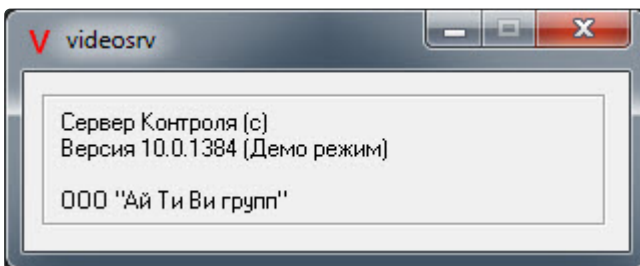 V videosrv
Сервер Контроля (c)
Версия 10.0.1384 (Демо режим)
ООО "Ай Ти Ви групп"